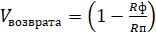 Vвозврата = (1 − Rф/Rп)